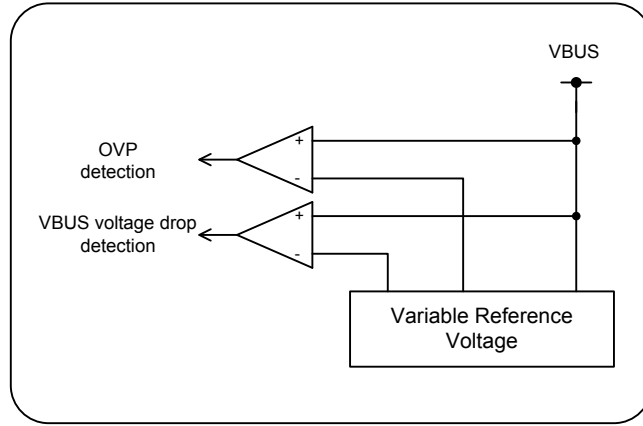 VBUS
OVP
detection
+
-
VBUS voltage drop
detection
+
-
Variable Reference
Voltage